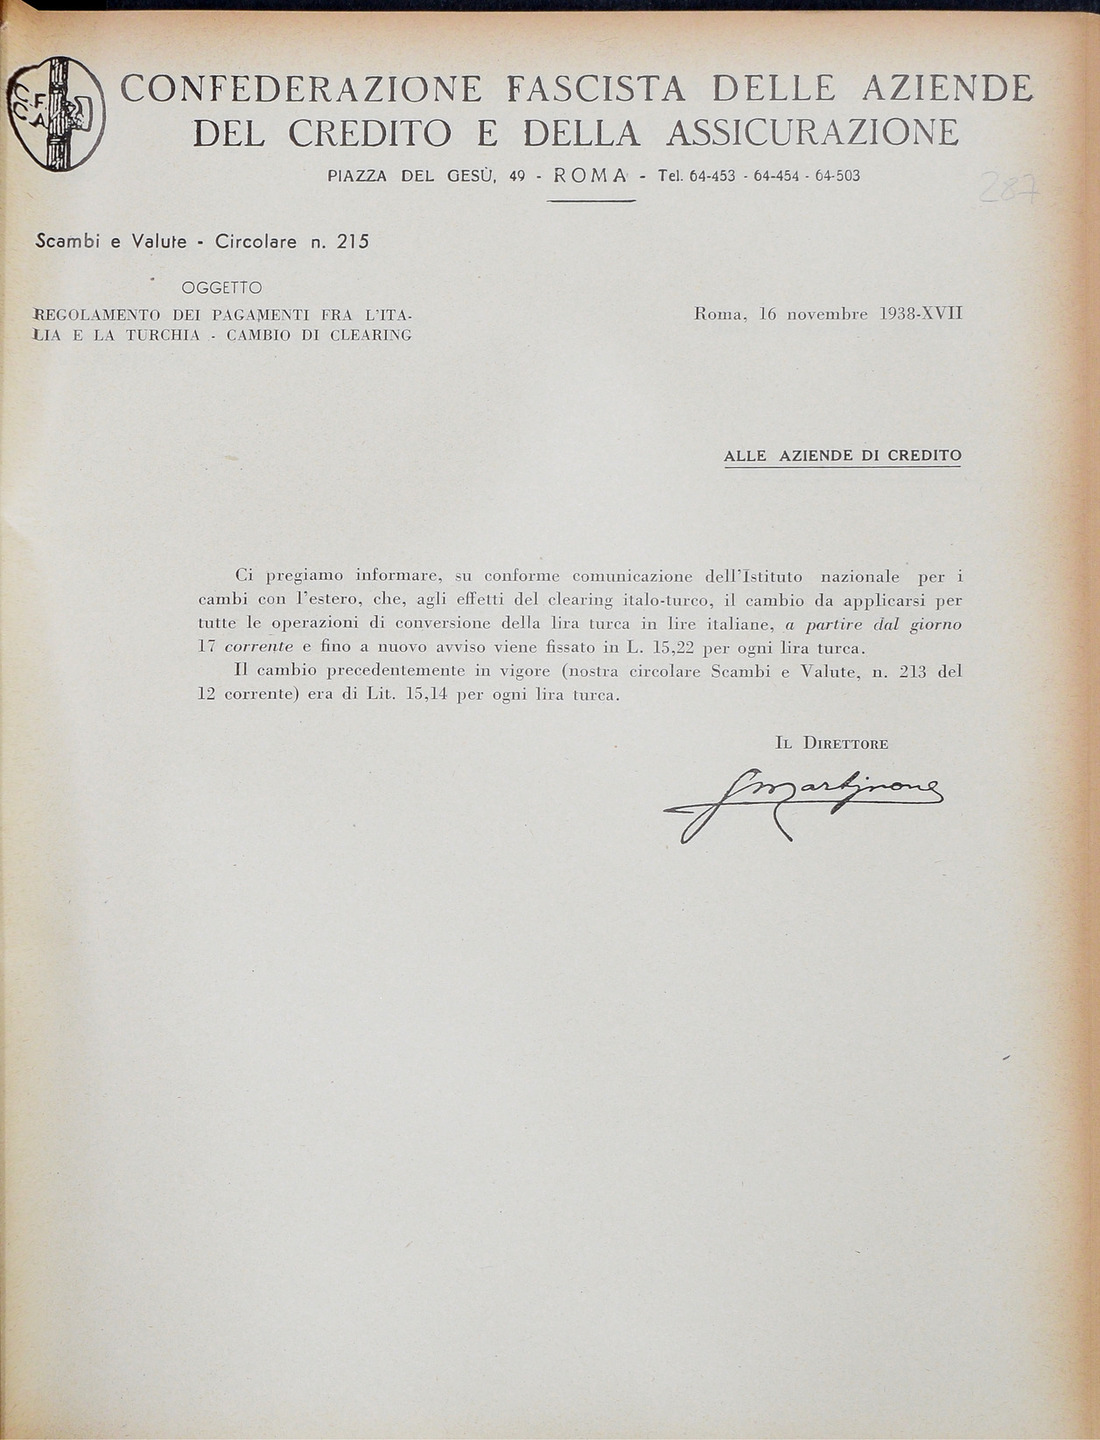 CONFEDERAZIONE FASCISTA DELLE AZIENDE
DEL CREDITO E DELLA ASSICURAZIONE
PIAZZA DEL GESÙ, 49 - ROMA - Tel. 64-453 - 64-454 - 64-503
287
Scambi e Valute - Circolare n. 215
OGGETTO
REGOLAMENTO DEI PAGAMENTI FRA L'ITA-
LIA E LA TURCHIA - CAMBIO DI CLEARING
Roma, 16 novembre 1938-XVII
ALLE AZIENDE DI CREDITO
Ci pregiamo informare, su conforme comunicazione dell'Istituto nazionale per i
cambi con l'estero, che, agli effetti del clearing italo-turco, il cambio da applicarsi per
tutte le operazioni di conversione della lira turca in lire italiane, a partire dal giorno
17 corrente e fino a nuovo avviso viene fissato in L. 15,22 per ogni lira turca.
Il cambio precedentemente in vigore (nostra circolare Scambi e Valute, n. 213 del
12 corrente) era di Lit. 15,14 per ogni lira turca.
IL DIRETTORE